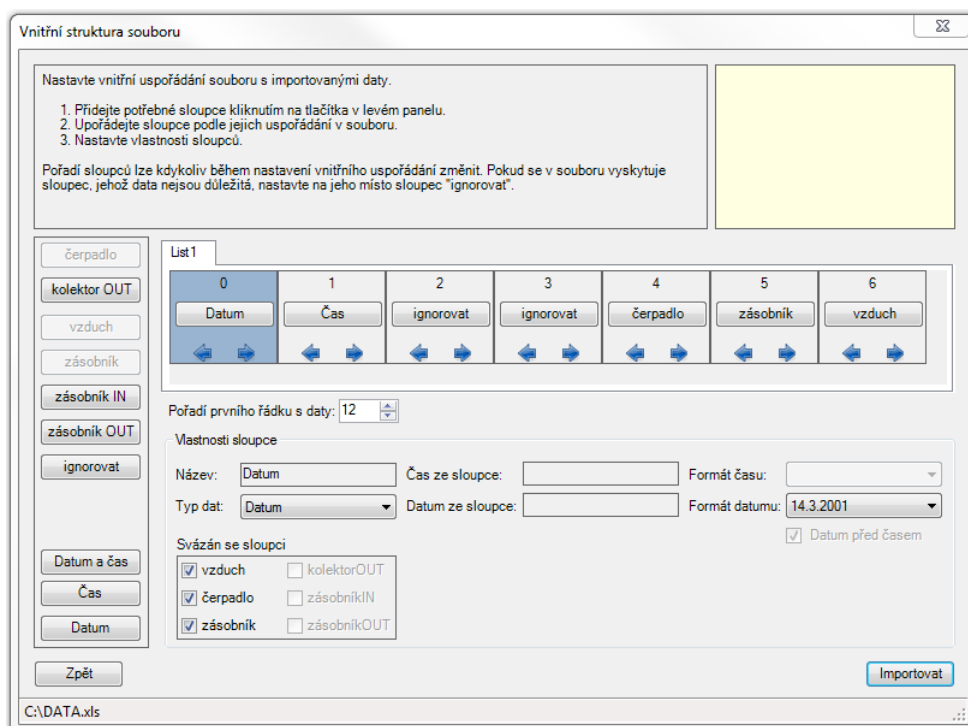 Vnitřní struktura souboru
Nastavte vnitřní uspořádání souboru s importovanými daty.
1. Přidejte potřebné sloupce kliknutím na tlačítka v levém panelu.
2. Upořádejte sloupce podle jejich uspořádání v souboru.
3. Nastavte vlastnosti sloupců.
Pořadí sloupců lze kdykoliv během nastavení vnitřního uspořádání změnit. Pokud se v souboru vyskytuje
sloupec, jehož data nejsou důležitá, nastavte na jeho místo sloupec "ignorovat".
čerpadlo
kolektor OUT
vzduch
zásobník
zásobník IN
zásobník OUT
ignorovat
Datum a čas
Čas
Datum
List1
0 1 2 3 4 5 6
Datum Čas ignorovat ignorovat čerpadlo zásobník vzduch
Pořadí prvního řádku s daty: 12
Vlastnosti sloupce
Název: Datum Čas ze sloupce: Formát času:
Typ dat: Datum Datum ze sloupce: Formát datumu: 14.3.2001
Datum před časem
Svázán se sloupci
vzduch kolektorOUT
čerpadlo zásobníkIN
zásobník zásobníkOUT
Zpět
Importovat
C:\DATA.xls